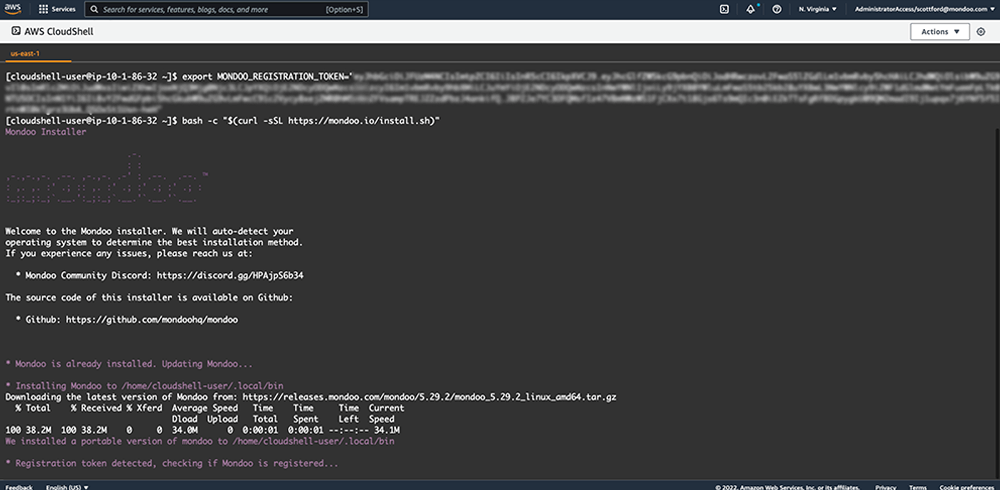 aws
Services
Search for services, features, blogs, docs, and more
[Option+S]
N. Virginia
AdministratorAccess/scottford@mondoo.com
AWS CloudShell
Actions
us-east-1
[cloudshell-user@ip-10-1-86-32 ~]$ export MONDOO_REGISTRATION_TOKEN='
[cloudshell-user@ip-10-1-86-32 ~]$ bash -c "$(curl -sSL https://mondoo.io/install.sh)"
Mondoo Installer
™
Welcome to the Mondoo installer. We will auto-detect your
operating system to determine the best installation method.
If you experience any issues, please reach us at:
* Mondoo Community Discord: https://discord.gg/HPAjpS6b34
The source code of this installer is available on Github:
* Github: https://github.com/mondoohq/mondoo
* Mondoo is already installed. Updating Mondoo...
* Installing Mondoo to /home/cloudshell-user/.local/bin
Downloading the latest version of Mondoo from: https://releases.mondoo.com/mondoo/5.29.2/mondoo_5.29.2_linux_amd64.tar.gz
% Total % Received % Xferd Average Speed Time Time Time Current
Dload Upload Total Spent Left Speed
100 38.2M 100 38.2M 0 0 34.0M 0 0:00:01 0:00:01 --:--:-- 34.1M
We installed a portable version of mondoo to /home/cloudshell-user/.local/bin
* Registration token detected, checking if Mondoo is registered...
Feedback English (US) © 2022, Amazon Web Services, Inc. or its affiliates. Privacy Terms Cookie preferences